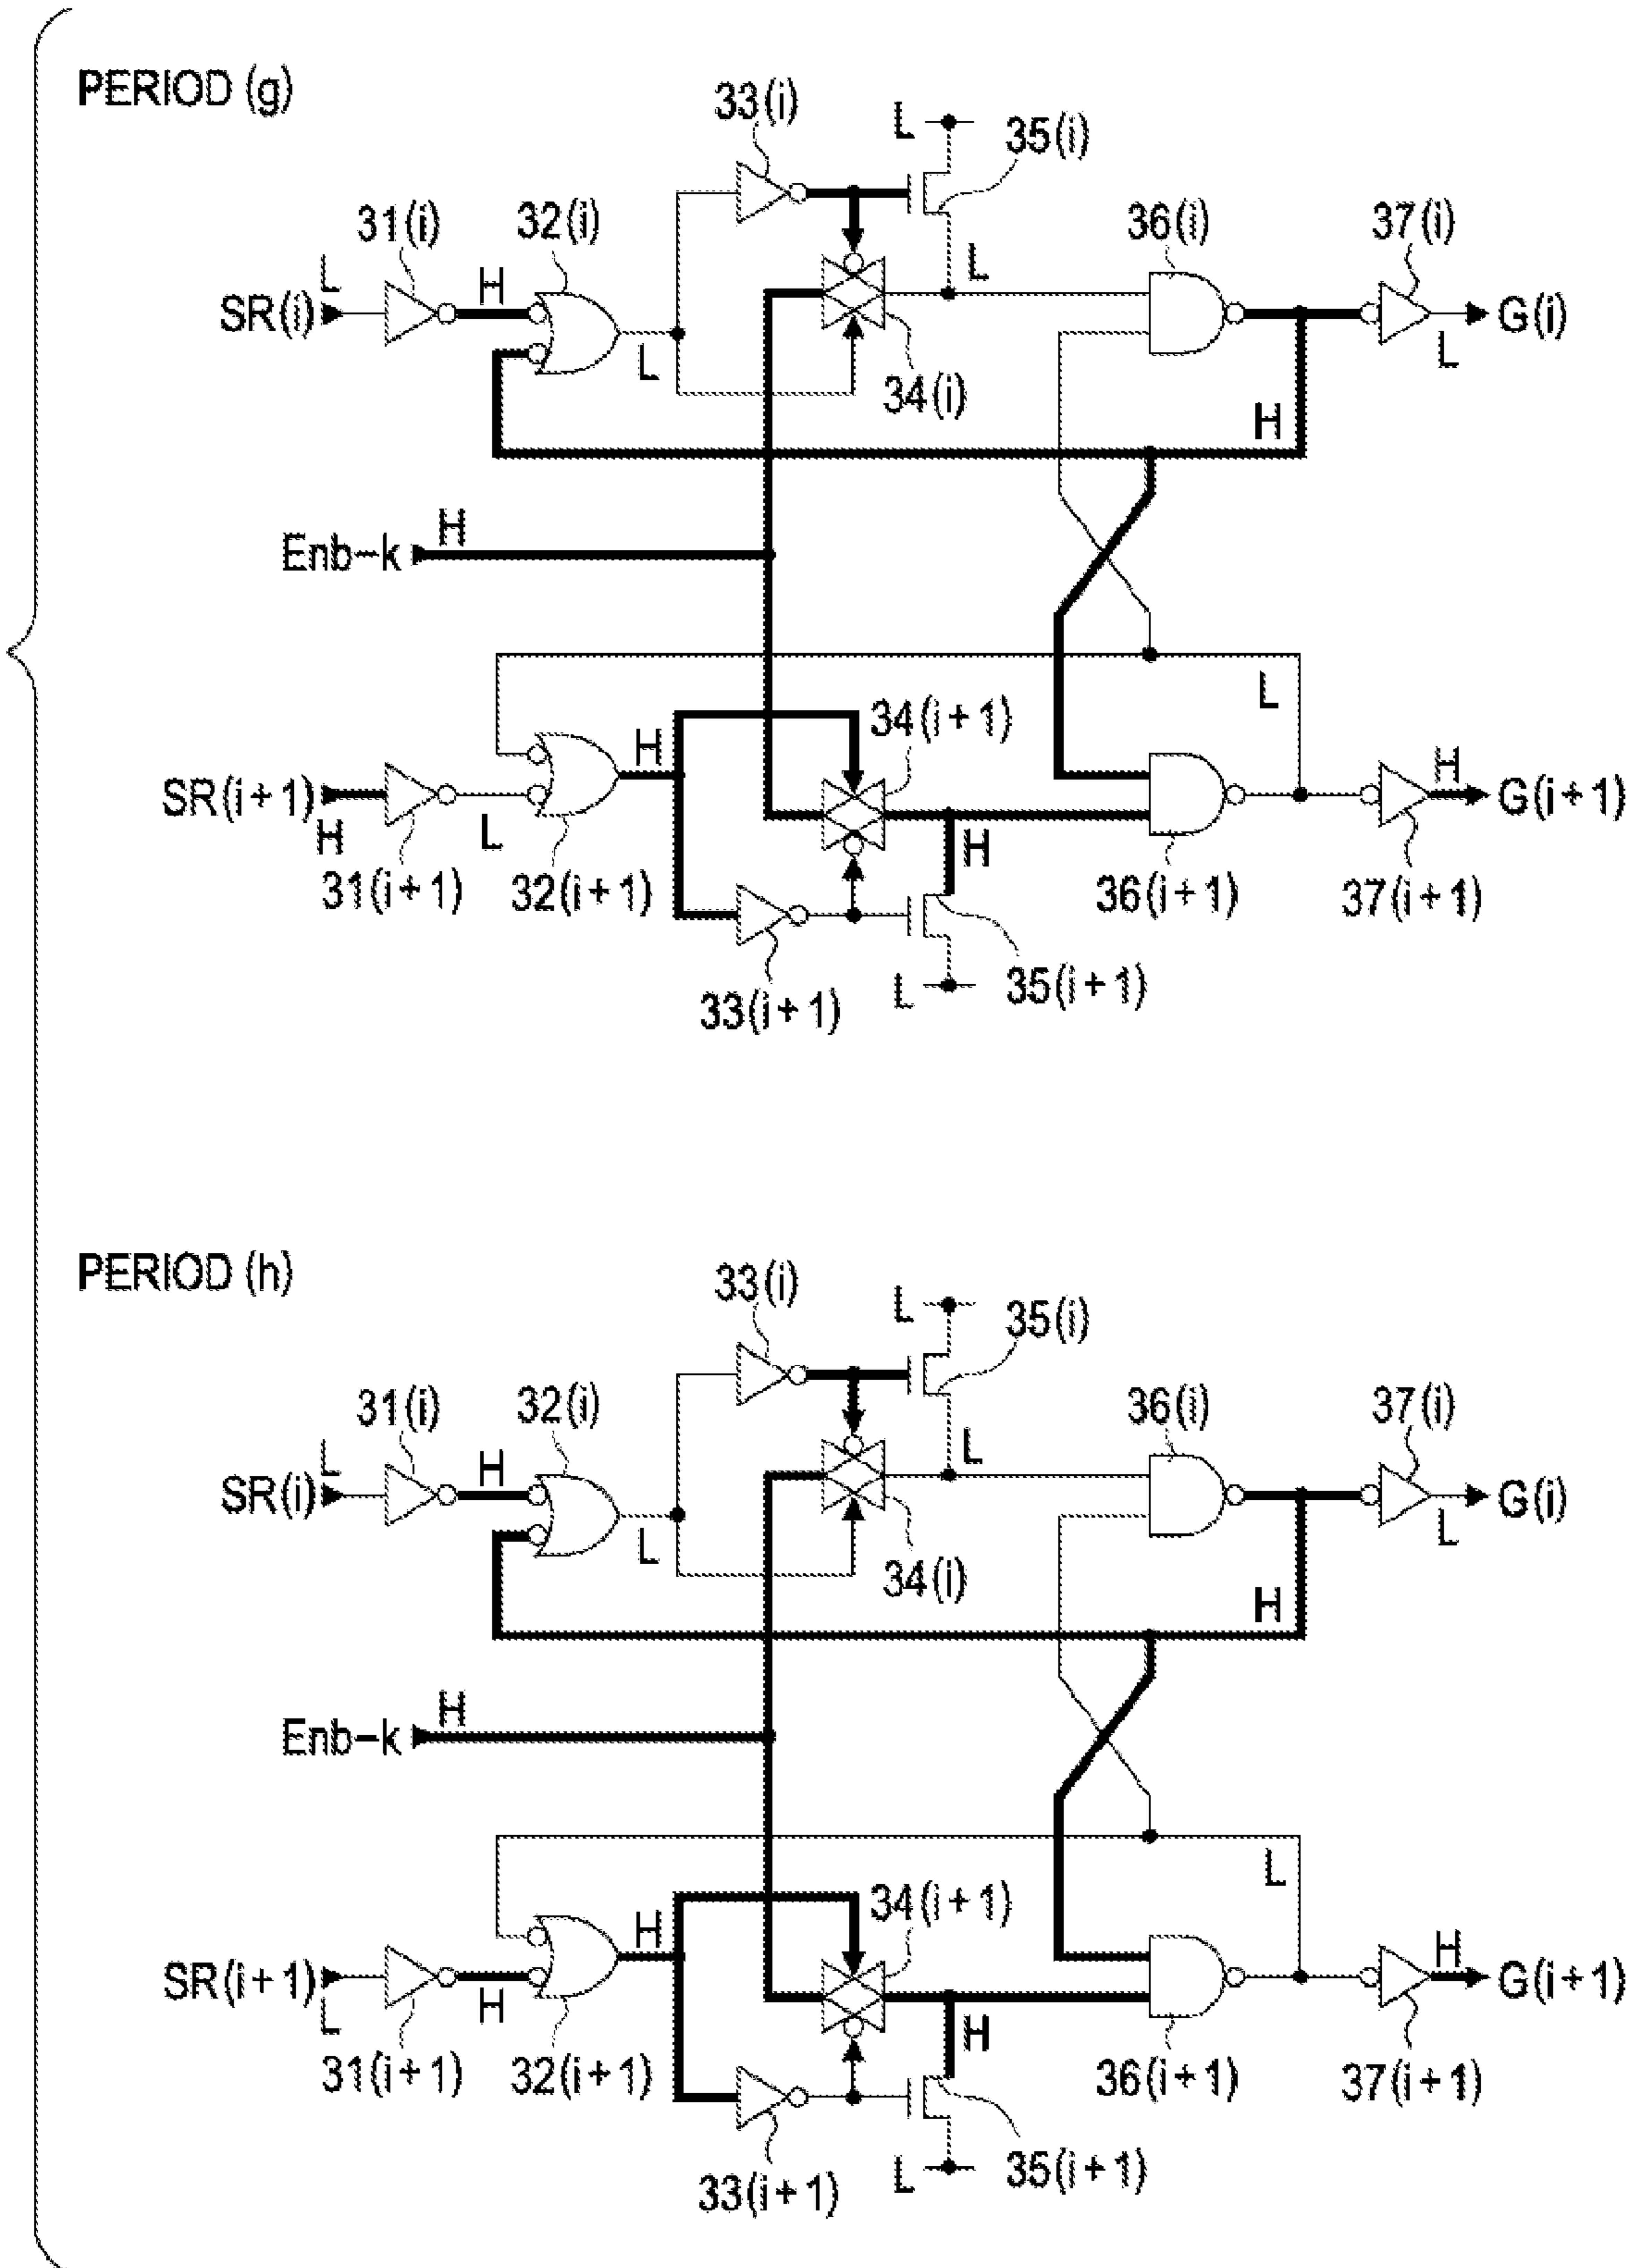 PERIOD (g)
33(i)
L
35(i)
31(i)
32(i)
36(i)
37(i)
L
H
L
SR(i)
G(i)
L
L
34(i)
H
H
Enb-k
L
34(i+1)
H
H
SR(i+1)
G(i+1)
H
L
H
31(i+1)
32(i+1)
36(i+1)
37(i+1)
L
35(i+1)
33(i+1)
PERIOD (h)
33(i)
L
35(i)
31(i)
32(i)
36(i)
37(i)
L
H
L
SR(i)
G(i)
L
L
34(i)
H
H
Enb-k
L
34(i+1)
H
H
SR(i+1)
G(i+1)
L
H
H
31(i+1)
32(i+1)
36(i+1)
37(i+1)
L
35(i+1)
33(i+1)